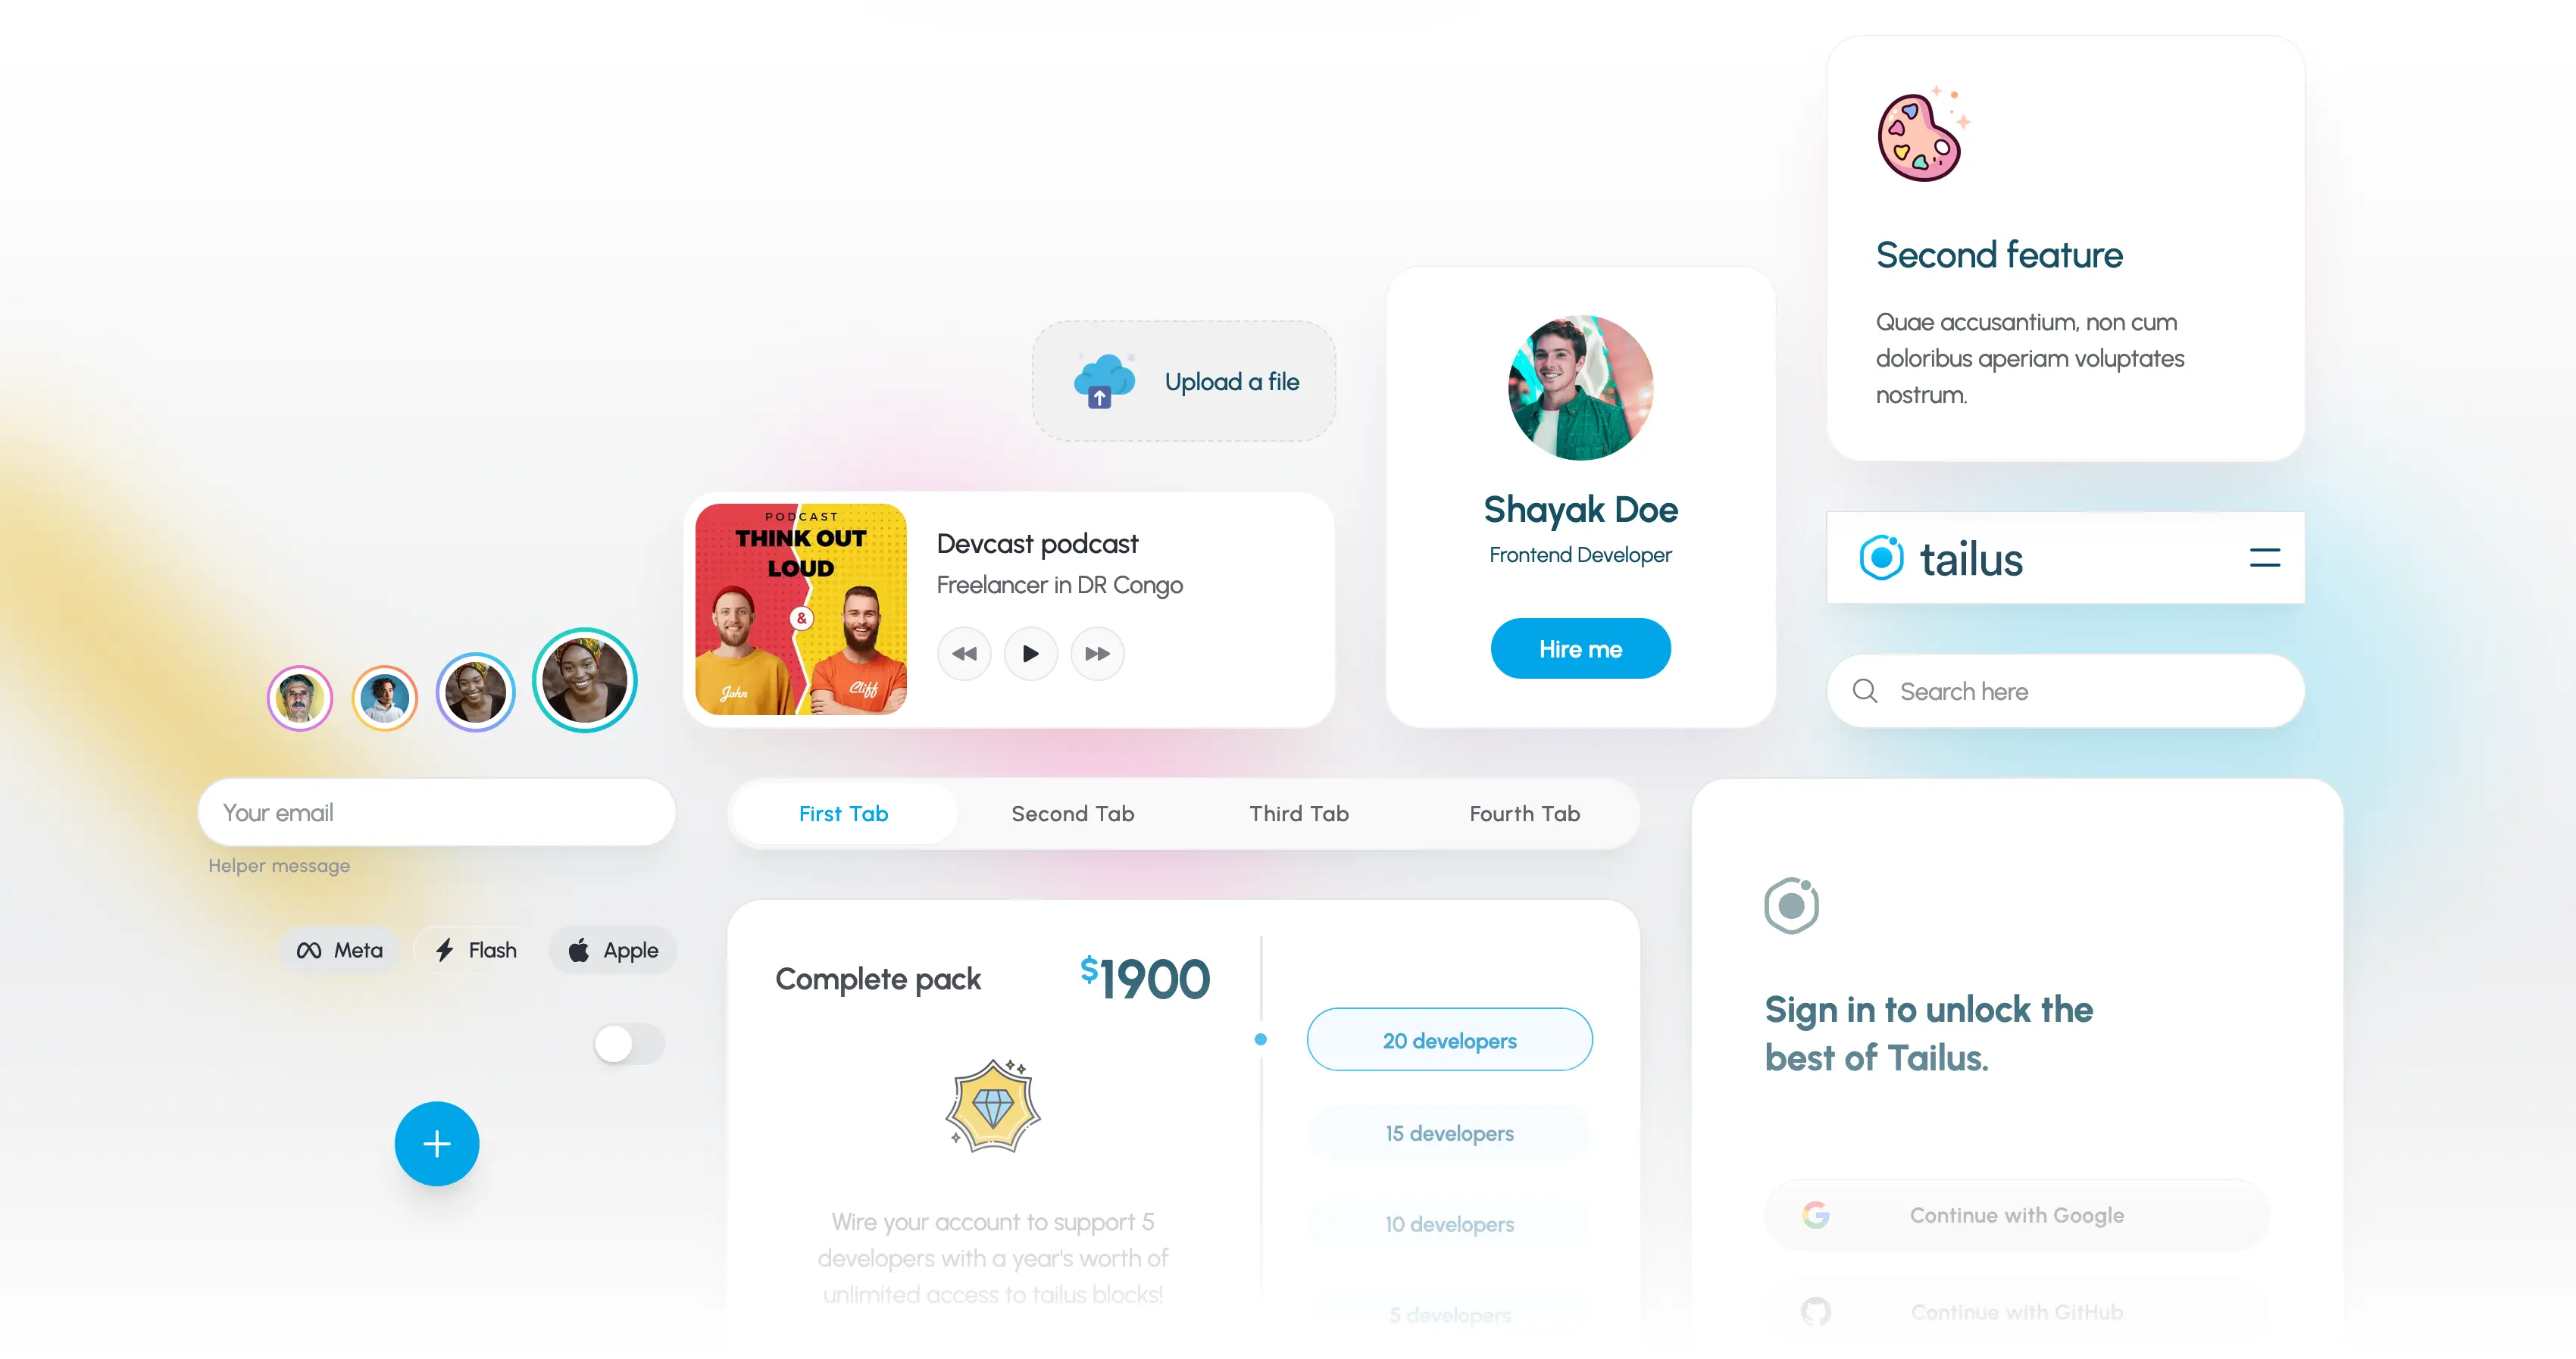 Second feature
Quae accusantium, non cum
doloribus aperiam voluptates
nostrum.
Upload a file
Shayak Doe
Frontend Developer
Hire me
PODCAST
THINK OUT
LOUD
&
John
Cliff
Devcast podcast
Freelancer in DR Congo
tailus
Search here
Your email
Helper message
First Tab
Second Tab
Third Tab
Fourth Tab
Meta
Flash
Apple
Complete pack
$1900
Wire your account to support 5
developers with a year's worth of
unlimited access to tailus blocks!
20 developers
15 developers
10 developers
5 developers
Sign in to unlock the
best of Tailus.
Continue with Google
Continue with GitHub